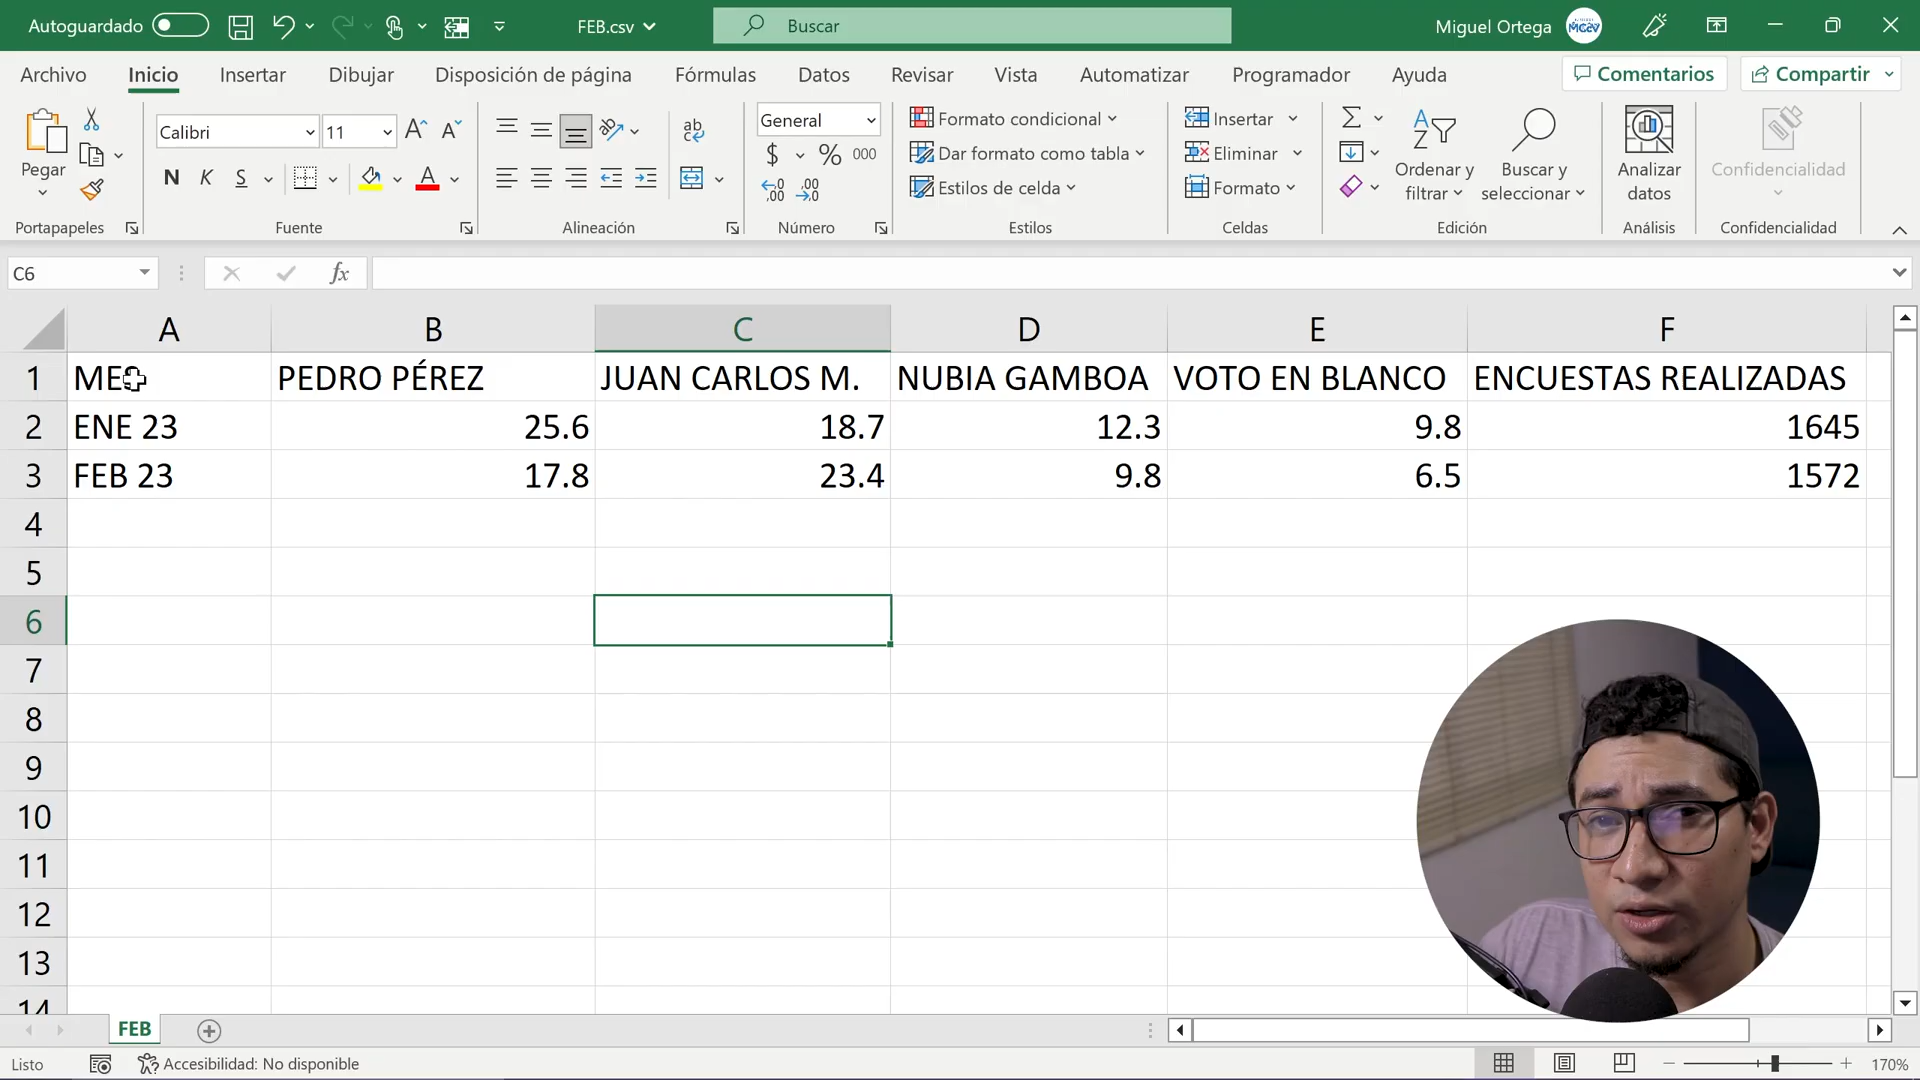 Autoguardado
FEB.csv
Buscar
Miguel Ortega
Archivo Inicio Insertar Dibujar Disposición de página Fórmulas Datos Revisar Vista Automatizar Programador Ayuda Comentarios Compartir
Pegar
Calibri 11
N K S
General
$ % 000
Formato condicional
Dar formato como tabla
Estilos de celda
Insertar
Eliminar
Formato
Ordenar y filtrar
Buscar y seleccionar
Analizar datos
Confidencialidad
Portapapeles Fuente Alineación Número Estilos Celdas Edición Análisis Confidencialidad
C6 fx
A B C D E F
1 PEDRO PÉREZ JUAN CARLOS M. NUBIA GAMBOA VOTO EN BLANCO ENCUESTAS REALIZADAS
2 ENE 23 25.6 18.7 12.3 9.8 1645
3 FEB 23 17.8 23.4 9.8 6.5 1572
4
5
6
7
8
9
10
11
12
13
14
FEB
Listo Accesibilidad: No disponible 170%